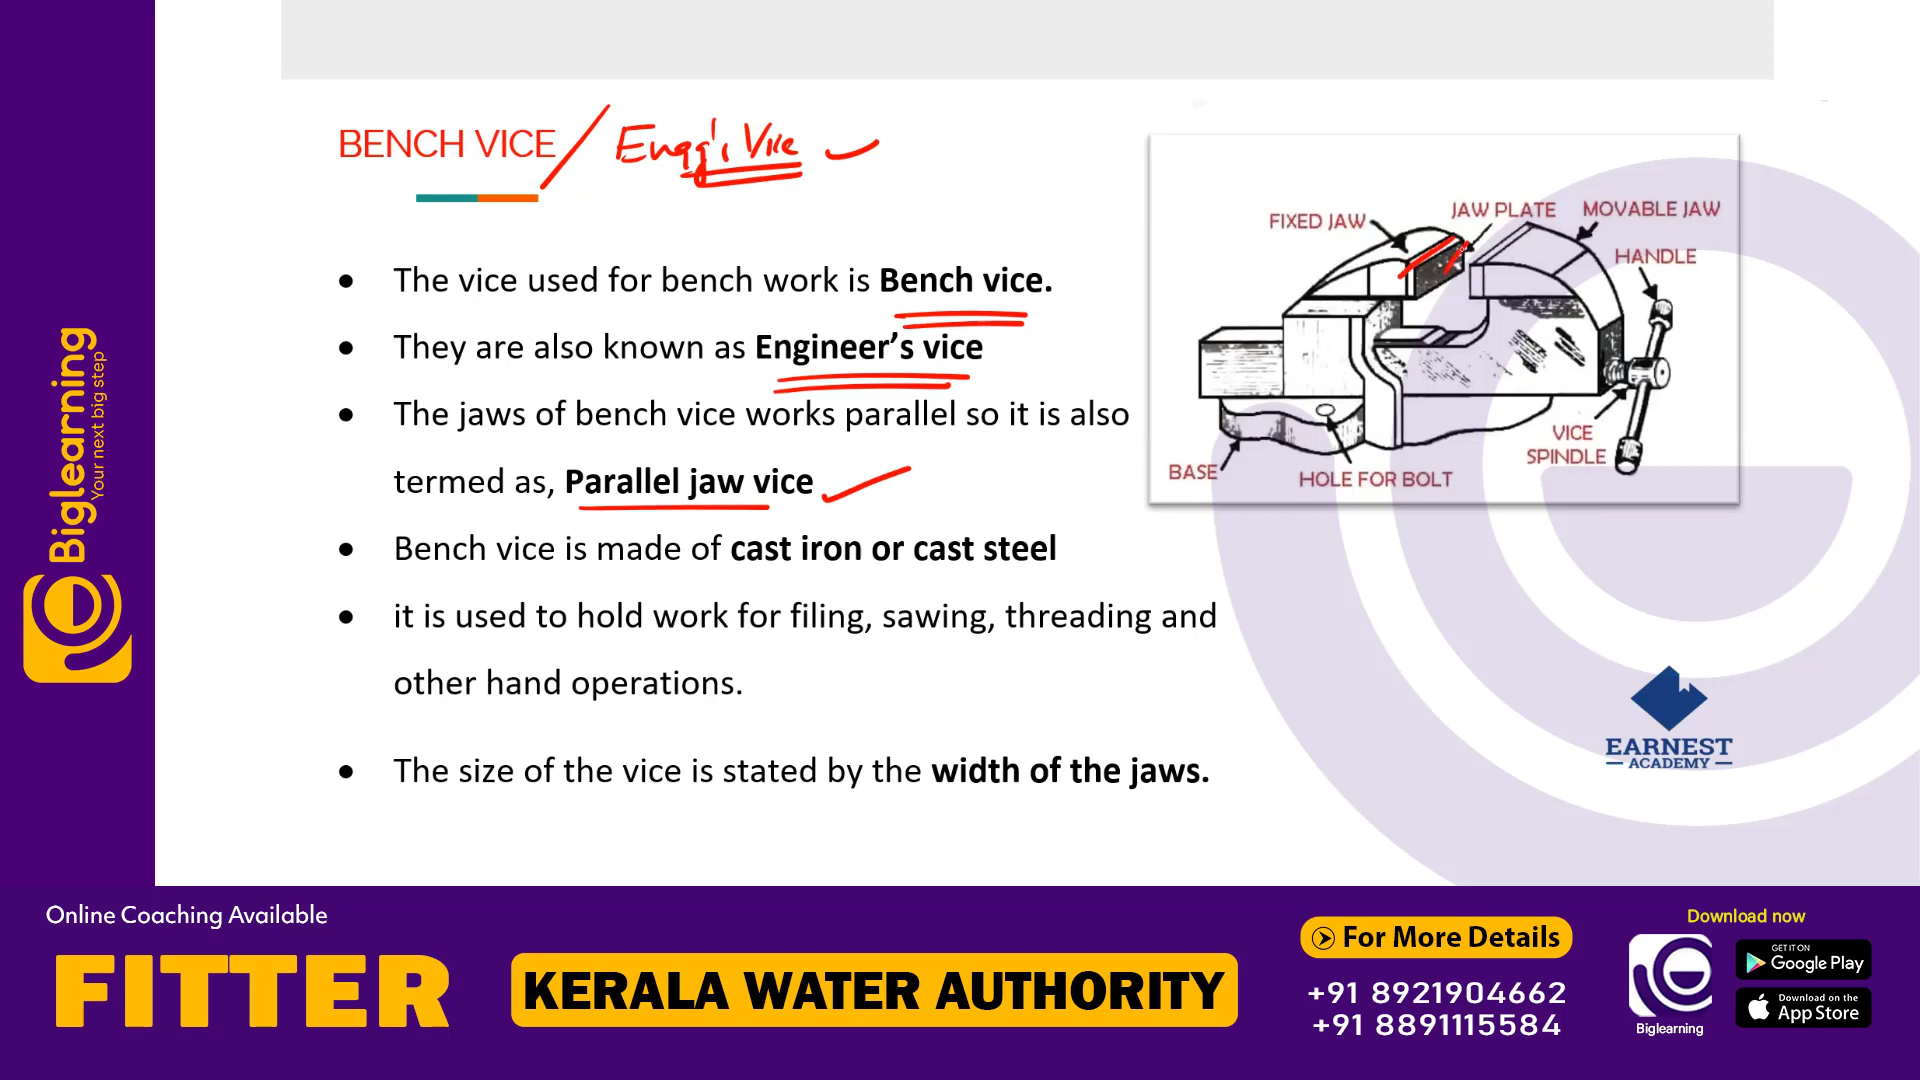 BENCH VICE / Engg's Vice
• The vice used for bench work is Bench vice.
• They are also known as Engineer's vice
• The jaws of bench vice works parallel so it is also
termed as, Parallel jaw vice
• Bench vice is made of cast iron or cast steel
• it is used to hold work for filing, sawing, threading and
other hand operations.
• The size of the vice is stated by the width of the jaws.
FIXED JAW
JAW PLATE
MOVABLE JAW
HANDLE
VICE
SPINDLE
BASE
HOLE FOR BOLT
EARNEST
ACADEMY
Biglearning
Your next big step
Online Coaching Available
FITTER
KERALA WATER AUTHORITY
For More Details
+91 8921904662
+91 8891115584
Download now
Biglearning
GET IT ON
Google Play
Download on the
App Store